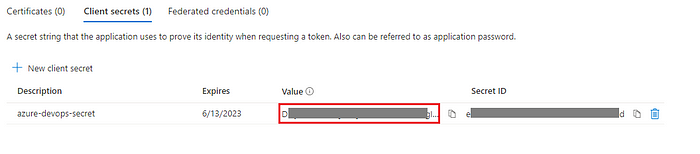 Certificates (0) Client secrets (1) Federated credentials (0)
A secret string that the application uses to prove its identity when requesting a token. Also can be referred to as application password.
New client secret
Description Expires Value Secret ID
azure-devops-secret 6/13/2023 D gl... e d